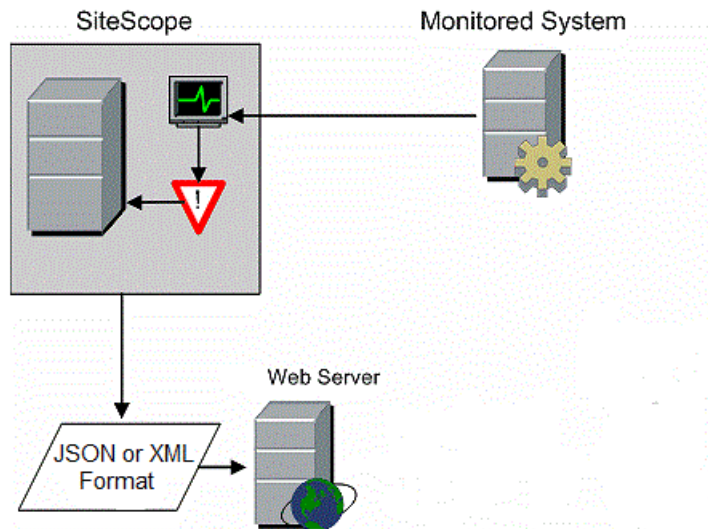 SiteScope
Monitored System
!
Web Server
JSON or XML
Format